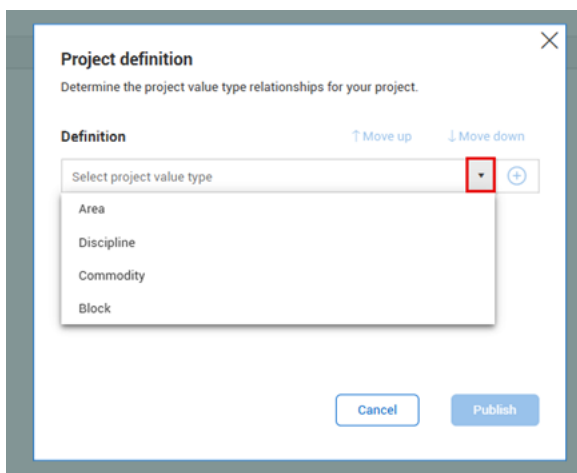 Project definition
Determine the project value type relationships for your project.
Definition
↑ Move up
↓ Move down
Select project value type
Area
Discipline
Commodity
Block
Cancel
Publish